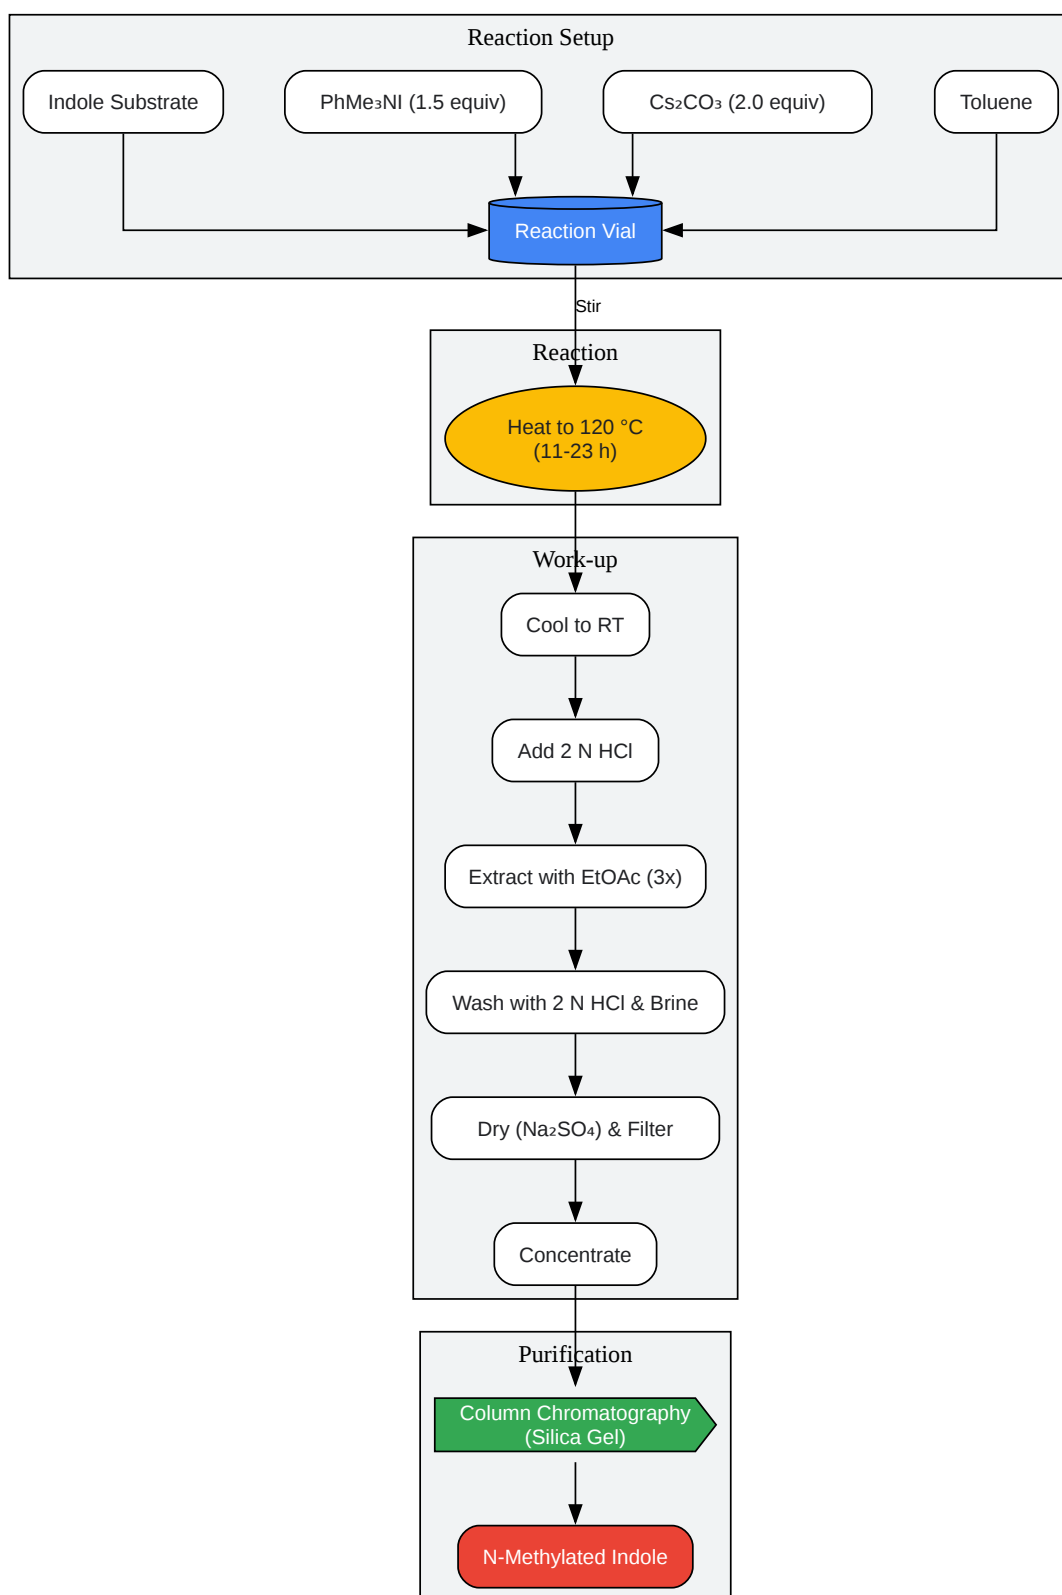 Reaction Setup
Indole Substrate
PhMe₃NI (1.5 equiv)
Cs₂CO₃ (2.0 equiv)
Toluene
Reaction Vial
Stir
Reaction
Heat to 120 °C
(11-23 h)
Work-up
Cool to RT
Add 2 N HCl
Extract with EtOAc (3x)
Wash with 2 N HCl & Brine
Dry (Na₂SO₄) & Filter
Concentrate
Purification
Column Chromatography
(Silica Gel)
N-Methylated Indole